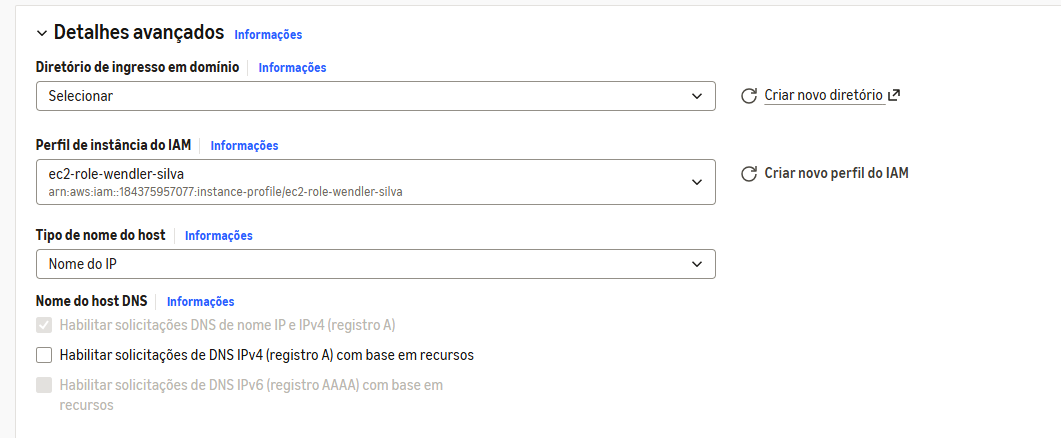 Detalhes avançados Informações
Diretório de ingresso em domínio Informações
Selecionar
Criar novo diretório
Perfil de instância do IAM Informações
ec2-role-wendler-silva
arn:aws:iam::184375957077:instance-profile/ec2-role-wendler-silva
Criar novo perfil do IAM
Tipo de nome do host Informações
Nome do IP
Nome do host DNS Informações
Habilitar solicitações DNS de nome IP e IPv4 (registro A)
Habilitar solicitações de DNS IPv4 (registro A) com base em recursos
Habilitar solicitações de DNS IPv6 (registro AAAA) com base em
recursos